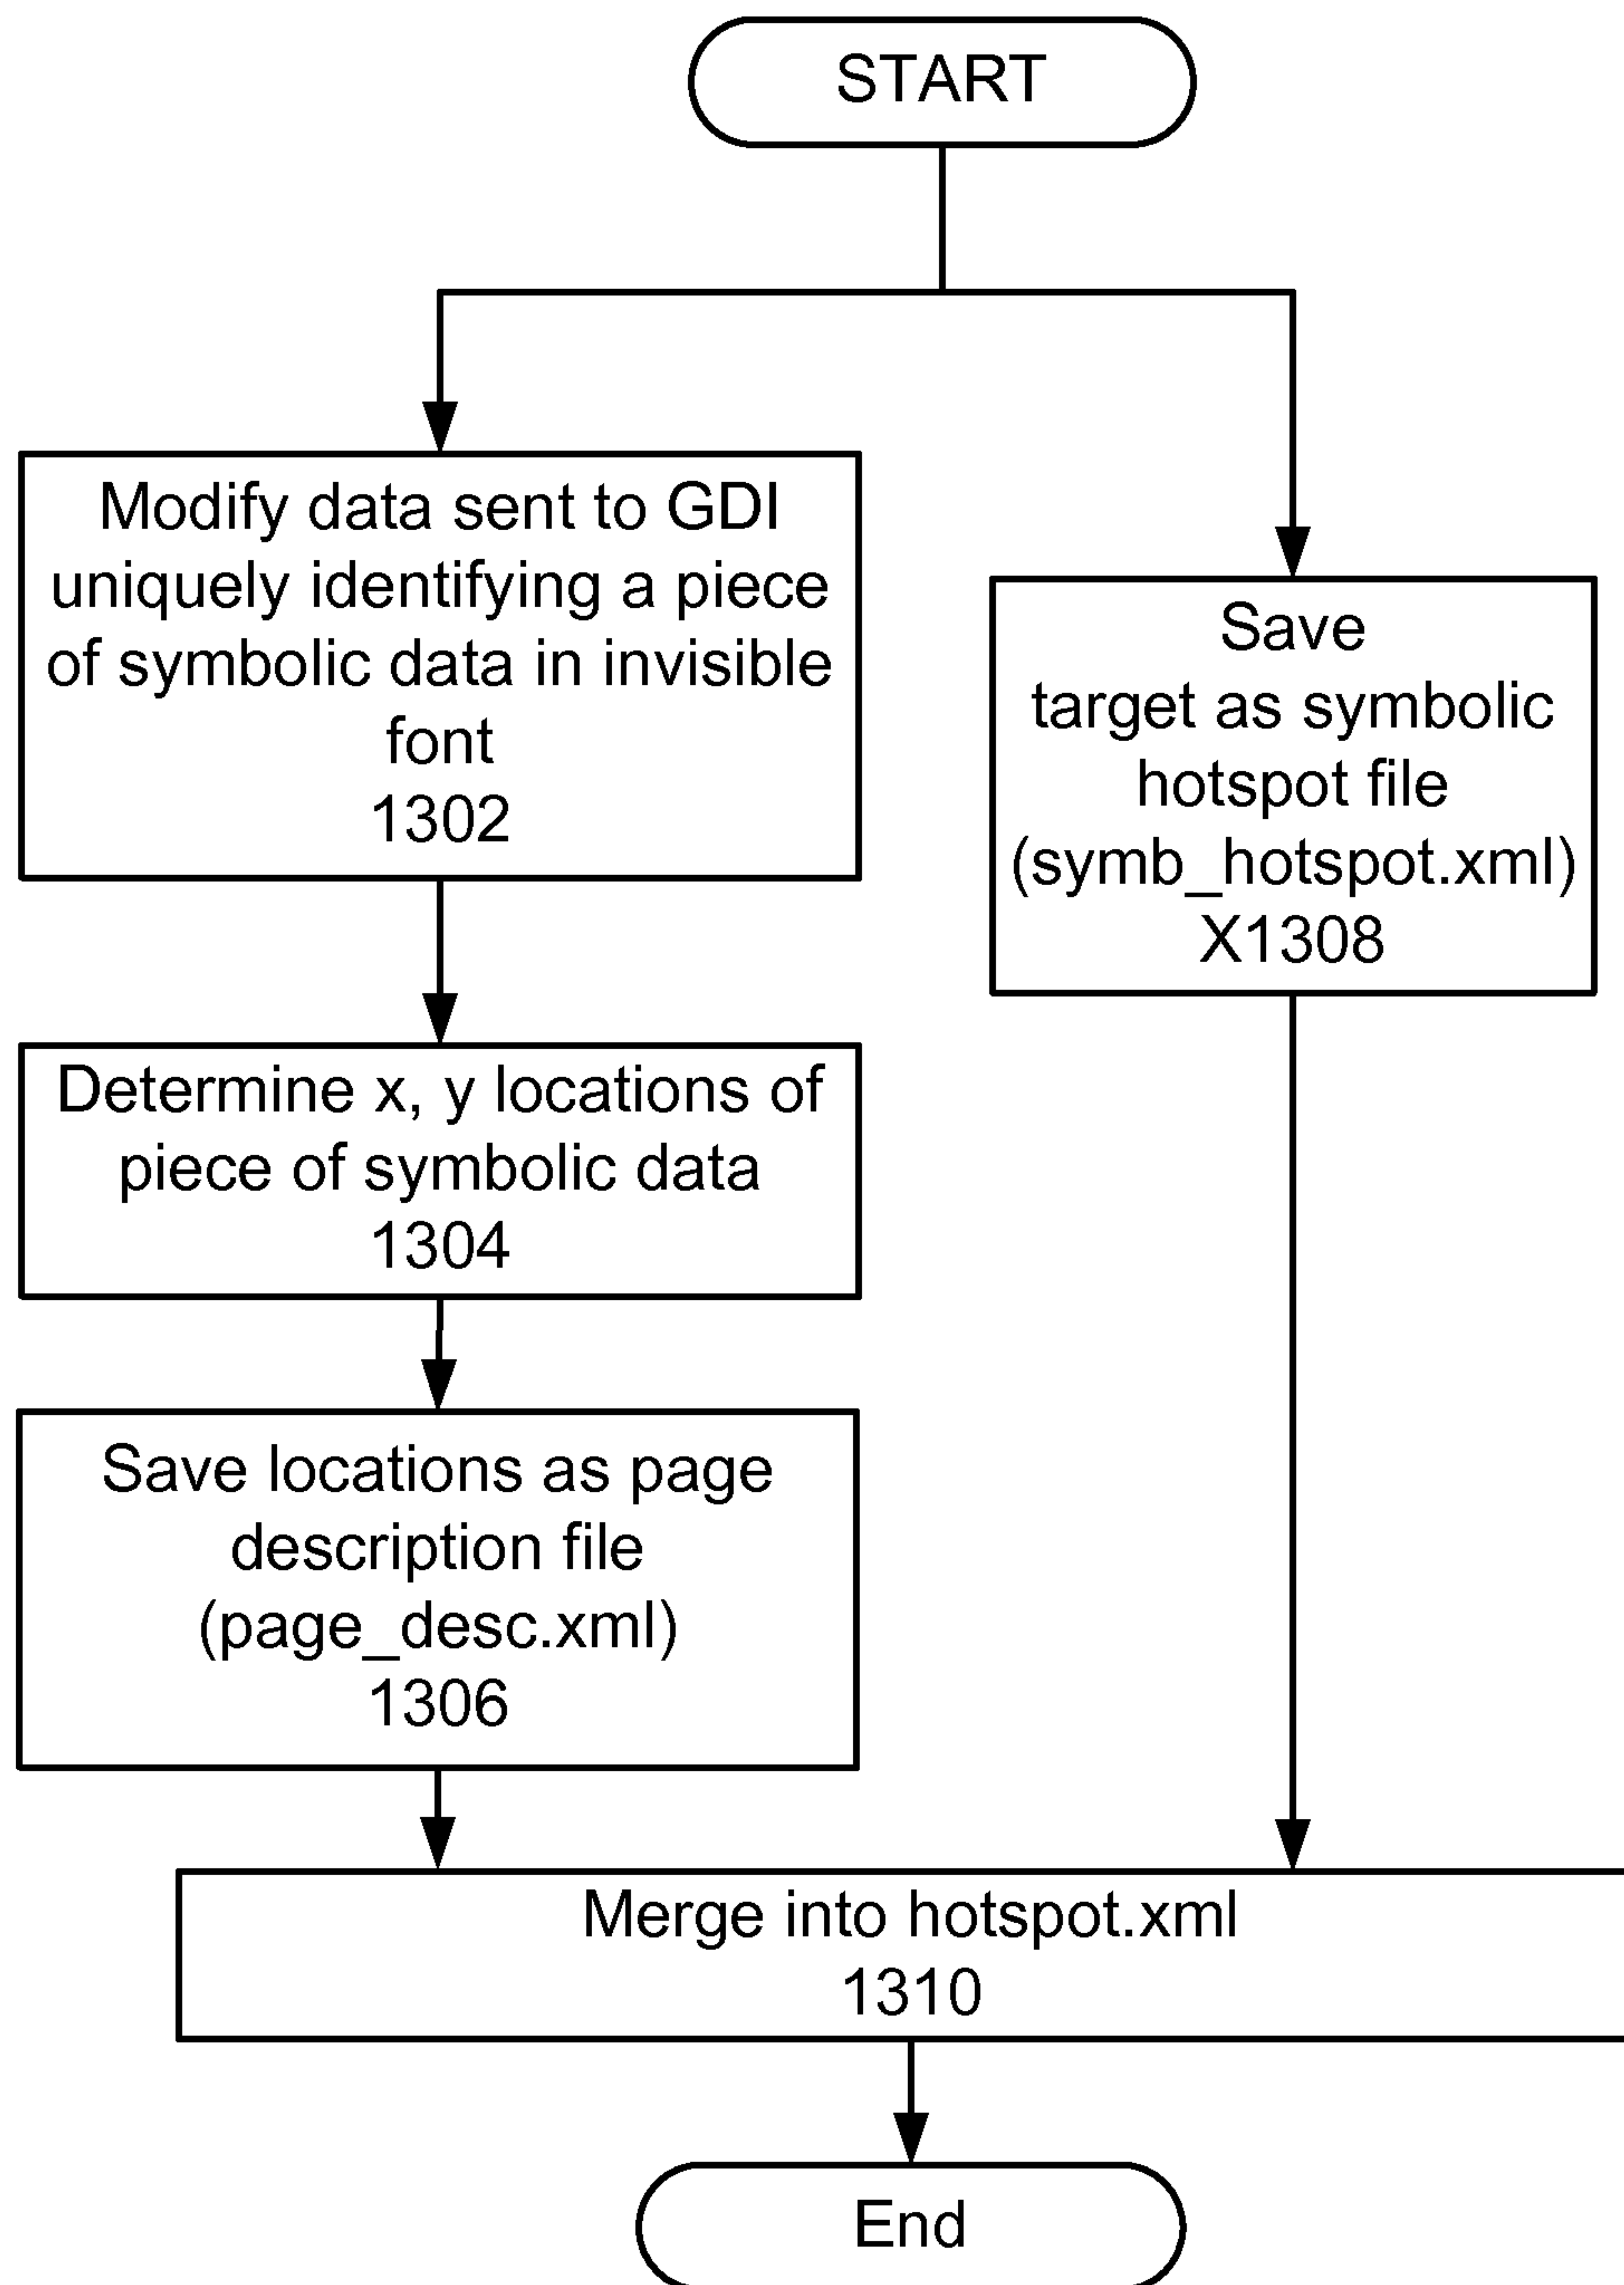 START
Modify data sent to GDI
uniquely identifying a piece
of symbolic data in invisible
font
1302
Save
target as symbolic
hotspot file
(symb_hotspot.xml)
X1308
Determine x, y locations of
piece of symbolic data
1304
Save locations as page
description file
(page_desc.xml)
1306
Merge into hotspot.xml
1310
End